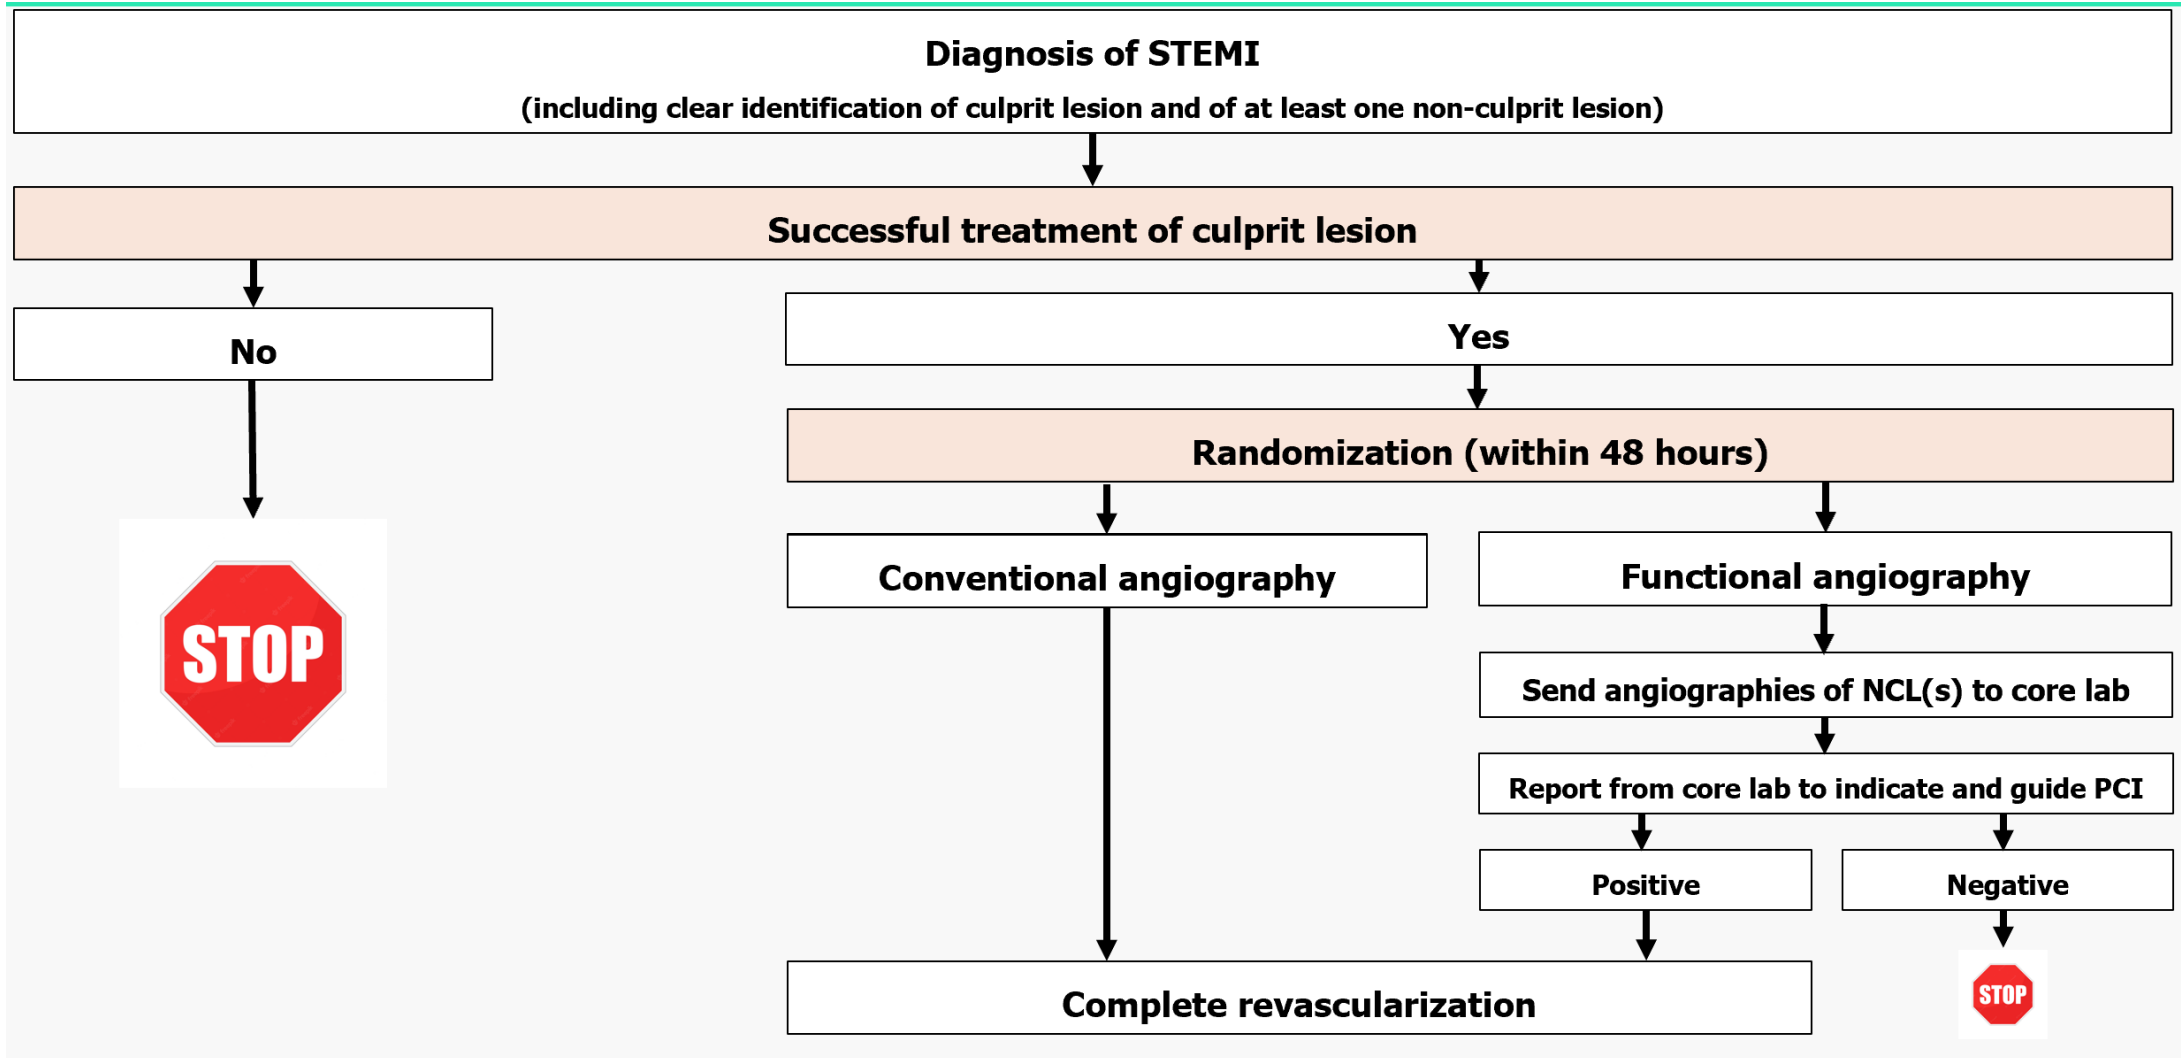 Diagnosis of STEMI
(including clear identification of culprit lesion and of at least one non-culprit lesion)
Successful treatment of culprit lesion
No
Yes
Randomization (within 48 hours)
STOP
Conventional angiography
Functional angiography
Send angiographies of NCL(s) to core lab
Report from core lab to indicate and guide PCI
Positive
Negative
Complete revascularization
STOP